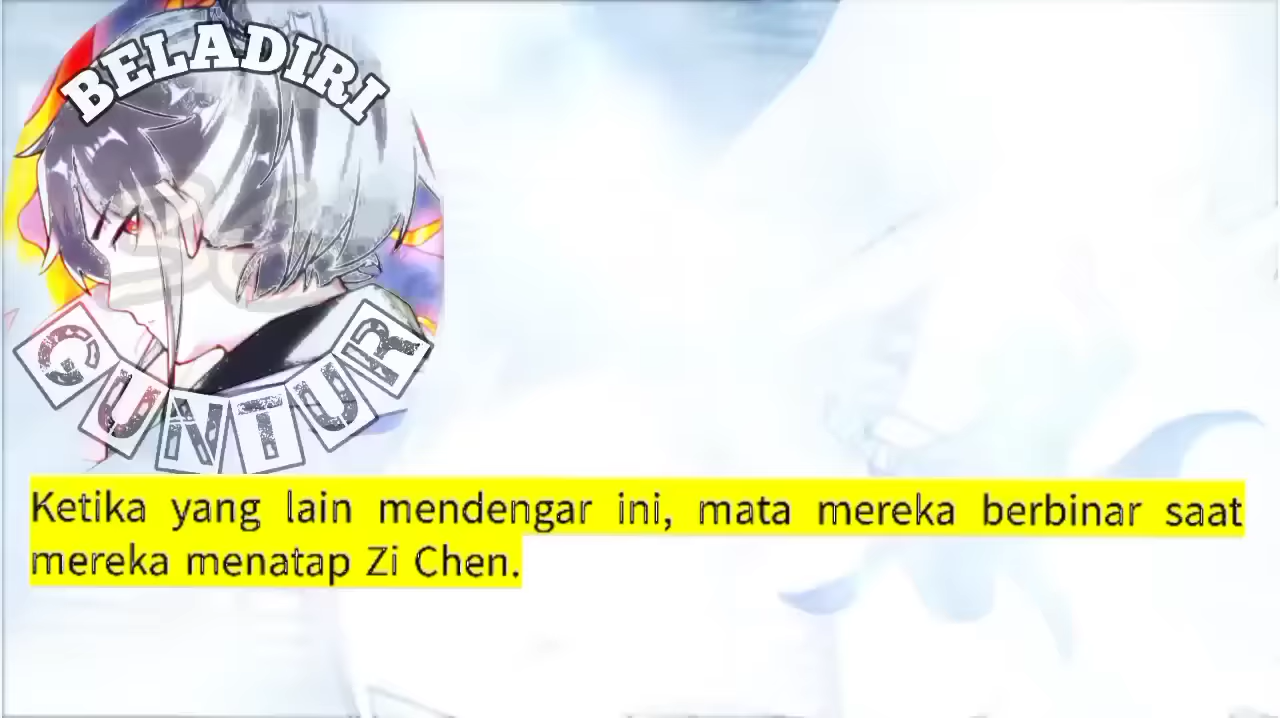 BELADIRI
GUNTUR
Ketika yang lain mendengar ini, mata mereka berbinar saat
mereka menatap Zi Chen.